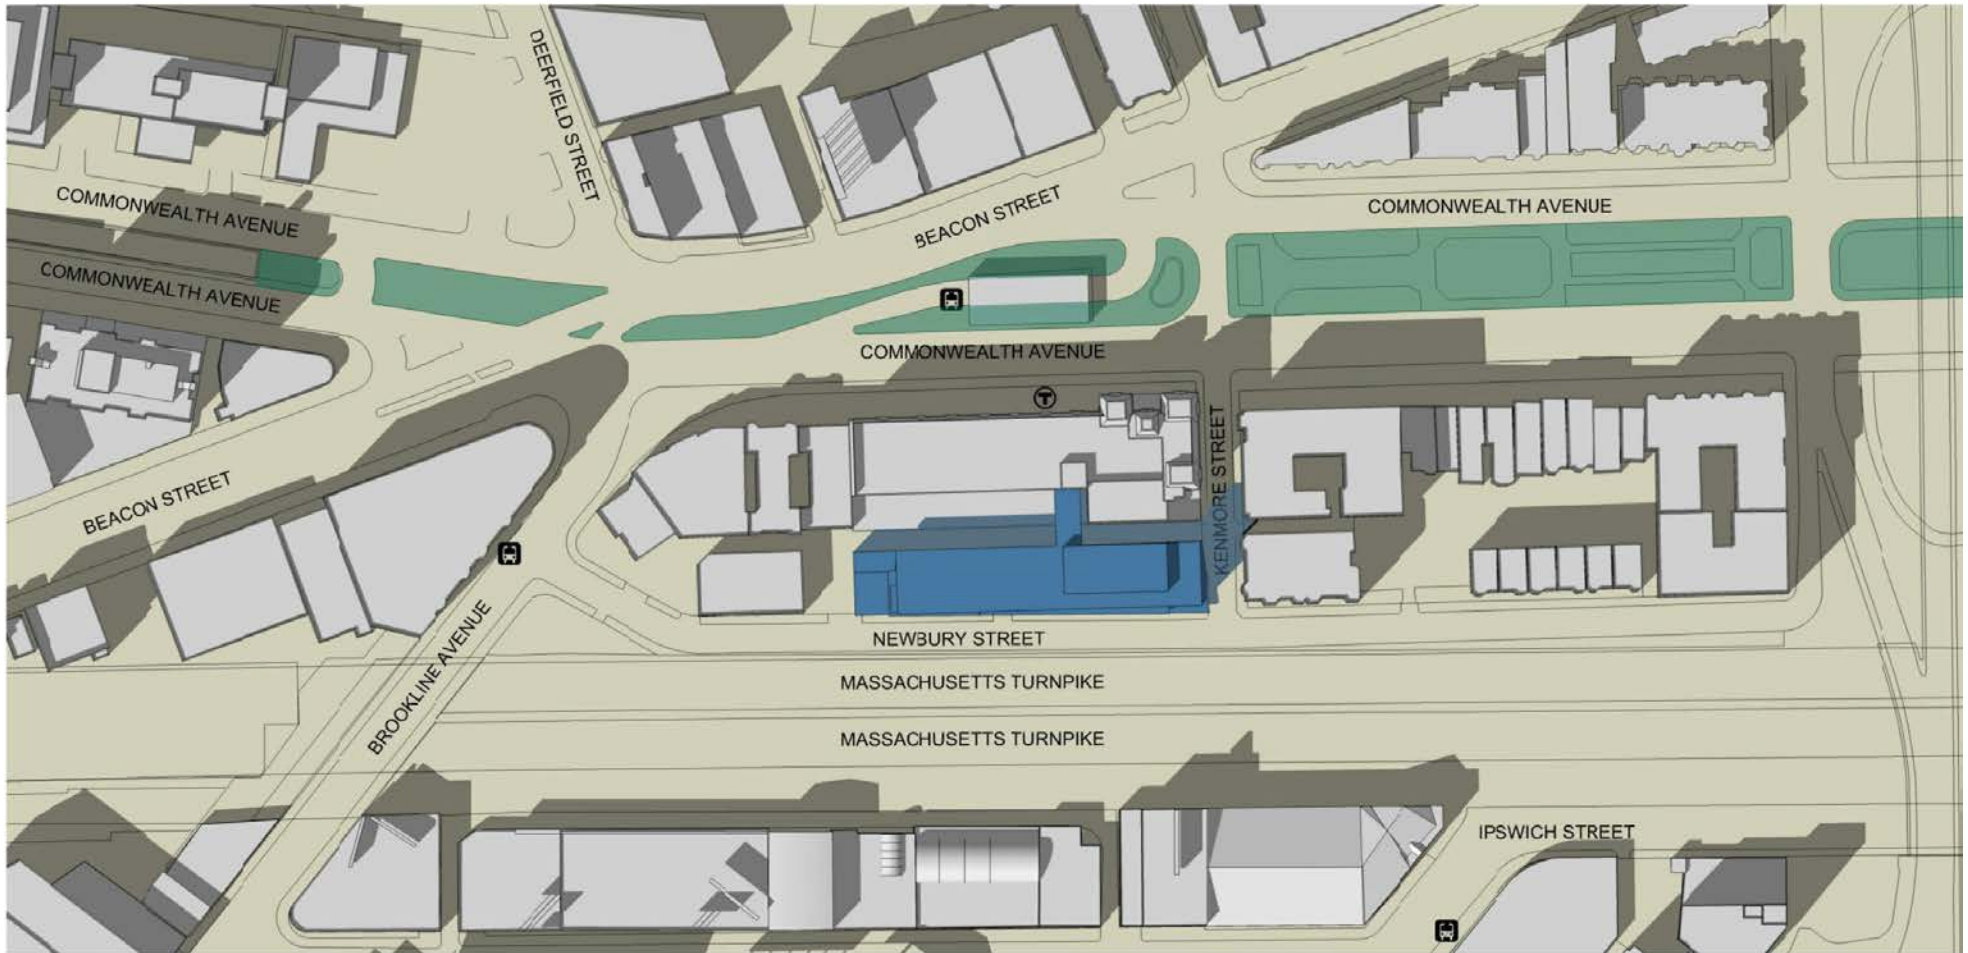 DEERFIELD STREET
COMMONWEALTH AVENUE
BEACON STREET
COMMONWEALTH AVENUE
COMMONWEALTH AVENUE
COMMONWEALTH AVENUE
T
KENMORE STREET
BEACON STREET
NEWBURY STREET
BROOKLINE AVENUE
MASSACHUSETTS TURNPIKE
MASSACHUSETTS TURNPIKE
IPSWICH STREET